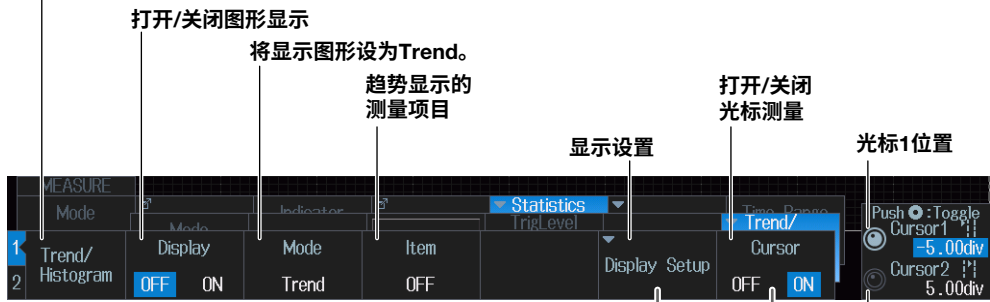 打开/关闭图形显示
将显示图形设为Trend。
趋势显示的
测量项目
打开/关闭
光标测量
显示设置
光标1位置
MEASURE
Mode
Mode
Indicator
Statistics
TrigLevel
Time Range
Trend/
1
2
Trend/
Histogram
Display
OFF ON
Mode
Trend
Item
OFF
Display Setup
Cursor
OFF ON
Push :Toggle
Cursor1
-5.00div
Cursor2
5.00div